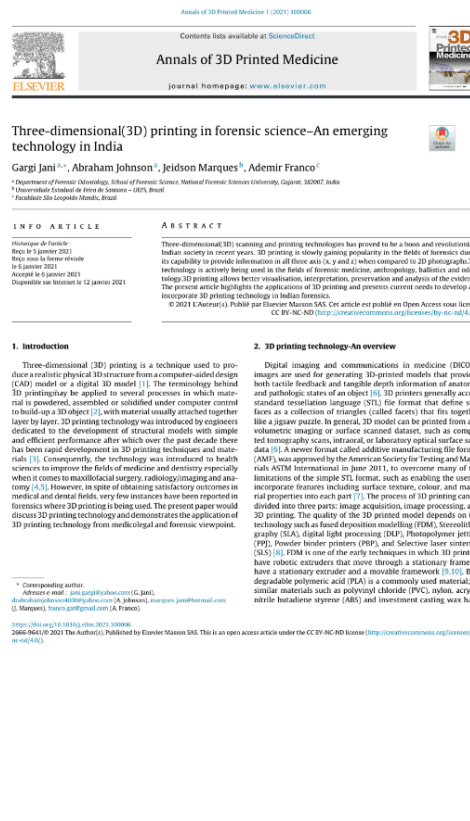 Annals of 3D Printed Medicine 1 (2021) 100006
Contents lists available at ScienceDirect
Annals of 3D Printed Medicine
journal homepage: www.elsevier.com
ELSEVIER
3D
Printed
Medicine
Three-dimensional(3D) printing in forensic science–An emerging
technology in India
Gargi Jani a,*, Abraham Johnson a, Jeidson Marques b, Ademir Franco c
a Department of Forensic Odontology, School of Forensic Science, National Forensic Sciences University, Gujarat, 382007, India
b Universidade Estadual de Feira de Santana – UEFS, Brazil
c Faculdade São Leopoldo Mandic, Brazil
Check for
updates
INFO ARTICLE
Historique de l'article :
Reçu le 5 janvier 2021
Reçu sous la forme révisée
le 6 janvier 2021
Accepté le 6 janvier 2021
Disponible sur Internet le 12 janvier 2021
ABSTRACT
Three-dimensional (3D) scanning and printing technologies has proved to be a boon and revolutioni
Indian society in recent years. 3D printing is slowly gaining popularity in the fields of forensics du
its capability to provide information in all three axis (x, y and z) when compared to 2D photographs.
technology is actively being used in the fields of forensic medicine, anthropology, ballistics and od
tology.3D printing allows better visualisation, interpretation, preservation and analysis of the evide
The present article highlights the applications of 3D printing and presents current needs to develop a
incorporate 3D printing technology in Indian forensics.
© 2021 L'Auteur(s). Publié par Elsevier Masson SAS. Cet article est publié en Open Access sous lice
CC BY-NC-ND (http://creativecommons.org/licenses/by-nc-nd/4.
1. Introduction
Three-dimensional (3D) printing is a technique used to pro-
duce a realistic physical 3D structure from a computer-aided design
(CAD) model or a digital 3D model [1]. The terminology behind
3D printing may be applied to several processes in which mate-
rial is powdered, assembled or solidified under computer control
to build-up a 3D object [2], with material usually attached together
layer by layer. 3D printing technology was introduced by engineers
dedicated to the development of structural models with simple
and efficient performance after which over the past decade there
has been rapid development in 3D printing techniques and mate-
rials [3]. Consequently, the technology was introduced to health
sciences to improve the fields of medicine and dentistry especially
when it comes to maxillofacial surgery, radiology/imaging and ana-
tomy [4,5]. However, in spite of obtaining satisfactory outcomes in
medical and dental fields, very few instances have been reported in
forensics where 3D printing is being used. The present paper would
discuss 3D printing technology and demonstrates the application of
3D printing technology from medicolegal and forensic viewpoint.
* Corresponding author.
Adresses e-mail : jani.gargi@yahoo.com (G. Jani),
drabrahamjohnson4000@yahoo.com (A. Johnson), marques.jam@hotmail.com
(J. Marques), franco.gat@gmail.com (A. Franco).
2. 3D printing technology-An overview
Digital imaging and communications in medicine (DICO
images are used for generating 3D-printed models that provid
both tactile feedback and tangible depth information of anator
and pathologic states of an object [6]. 3D printers generally acce
standard tessellation language (STL) file format that define s
faces as a collection of triangles (called facets) that fits togeth
like a jigsaw puzzle. In general, 3D model can be printed from a
volumetric imaging or surface scanned dataset, such as comp
ted tomography scans, intraoral, or laboratory optical surface sc
data [6]. A newer format called additive manufacturing file form
(AMF), was approved by the American Society for Testing and Ma
rials ASTM International in June 2011, to overcome many of t
limitations of the simple STL format, such as enabling the user
incorporate features including surface texture, colour, and ma
rial properties into each part [7]. The process of 3D printing can
divided into three parts: image acquisition, image processing, a
3D printing. The quality of the 3D printed model depends on t
technology such as fused deposition modelling (FDM), Stereolith
graphy (SLA), digital light processing (DLP), Photopolymer jetti
(PPJ), Powder binder printers (PBP), and Selective laser sinteri
(SLS) [8]. FDM is one of the early techniques in which 3D print
have robotic extruders that move through a stationary frame
have a stationary extruder and a movable framework [9,10]. B
degradable polymeric acid (PLA) is a commonly used material;
similar materials such as polyvinyl chloride (PVC), nylon, acry
nitrile butadiene styrene (ABS) and investment casting wax ha
https://doi.org/10.1016/j.stlm.2021.100006
2666-9641/© 2021 The Author(s). Published by Elsevier Masson SAS. This is an open access article under the CC BY-NC-ND license (http://creativecommons.org/licenses
nc-nd/4.0/).